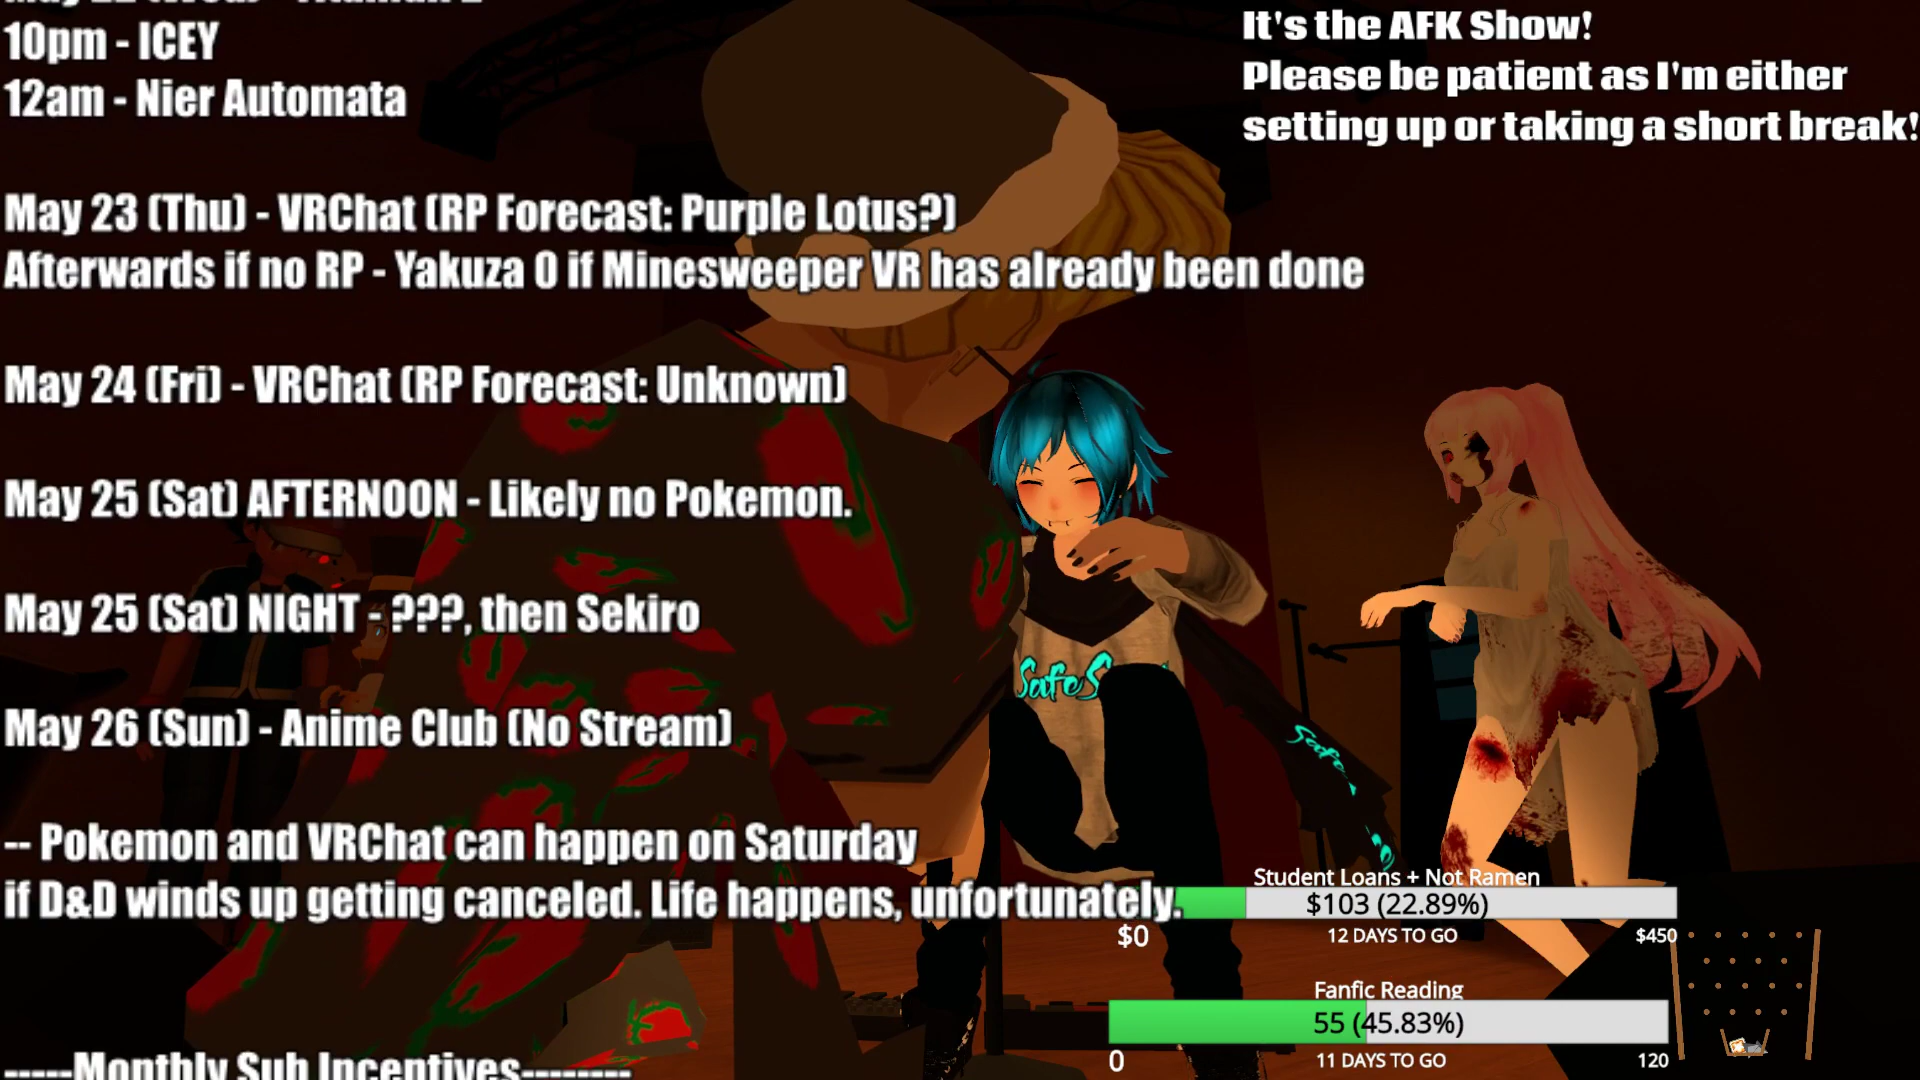 10pm - ICEY
12am - Nier Automata
May 23 (Thu) - VRChat (RP Forecast: Purple Lotus?)
Afterwards if no RP - Yakuza 0 if Minesweeper VR has already been done
May 24 (Fri) - VRChat (RP Forecast: Unknown)
May 25 (Sat) AFTERNOON - Likely no Pokemon.
May 25 (Sat) NIGHT - ???, then Sekiro
May 26 (Sun) - Anime Club (No Stream)
-- Pokemon and VRChat can happen on Saturday
if D&D winds up getting canceled. Life happens, unfortunately.
-----Monthly Sub Incentives--------
It's the AFK Show!
Please be patient as I'm either
setting up or taking a short break!
SafeS
Safe
Student Loans + Not Ramen
$103 (22.89%)
$0 12 DAYS TO GO $450
Fanfic Reading
55 (45.83%)
0 11 DAYS TO GO 120